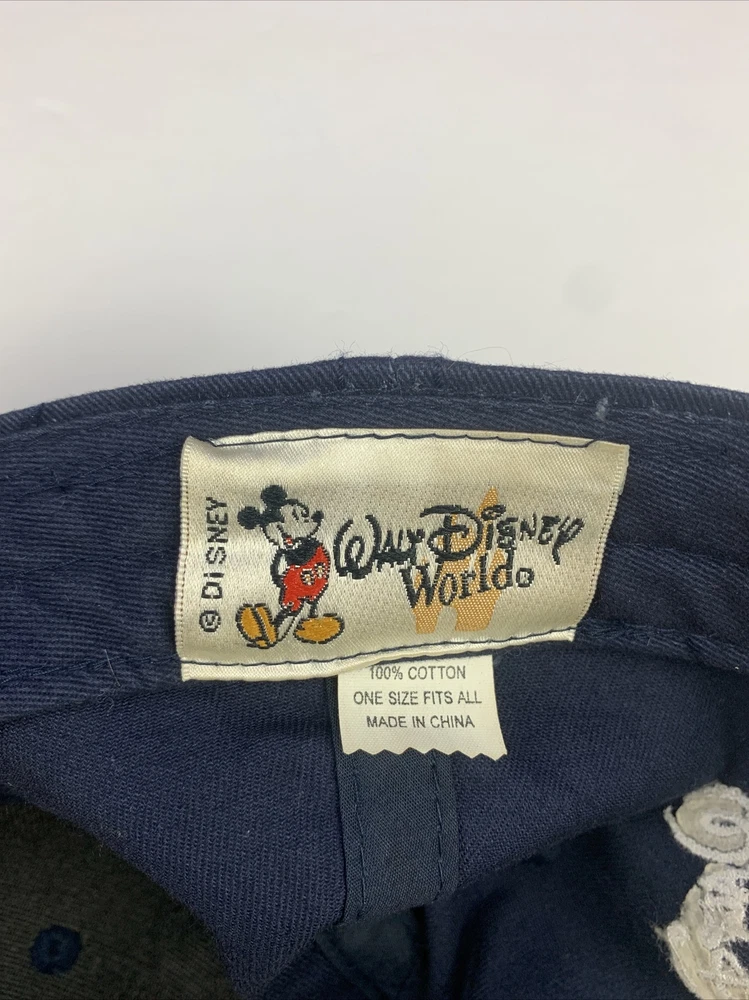 © DISNEY
WALT DISNEY
World®
100% COTTON
ONE SIZE FITS ALL
MADE IN CHINA